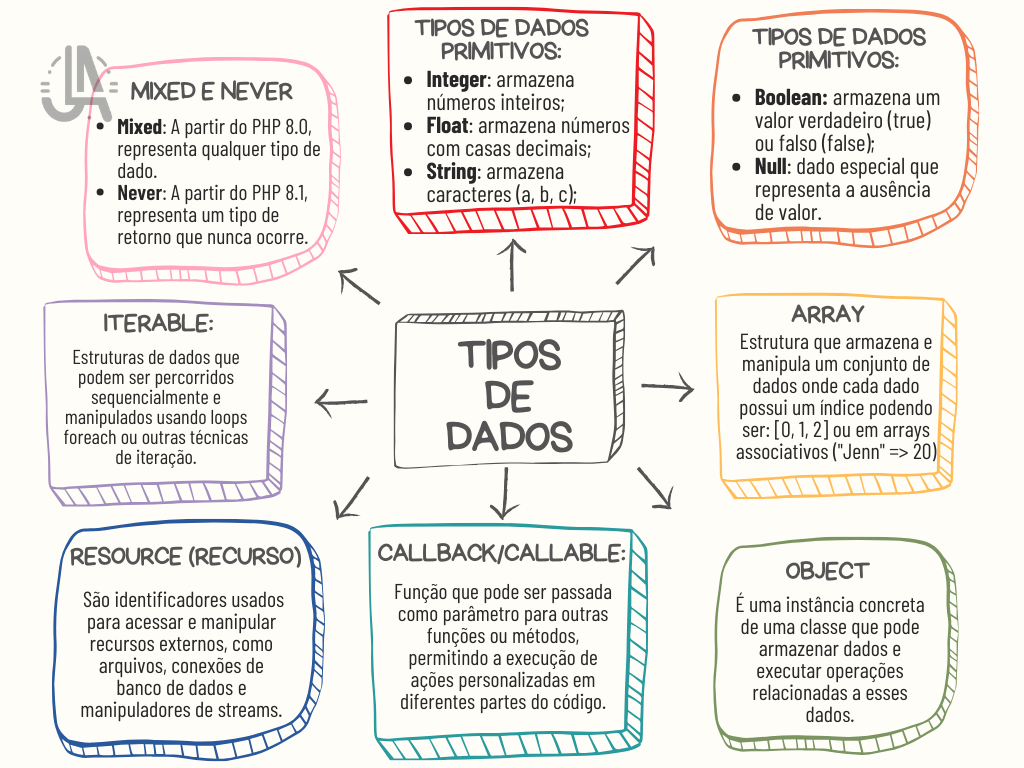 JLA
MIXED E NEVER
• Mixed: A partir do PHP 8.0,
representa qualquer tipo de
dado.
• Never: A partir do PHP 8.1,
representa um tipo de
retorno que nunca ocorre.
TIPOS DE DADOS
PRIMITIVOS:
• Integer: armazena
números inteiros;
• Float: armazena números
com casas decimais;
• String: armazena
caracteres (a, b, c);
TIPOS DE DADOS
PRIMITIVOS:
• Boolean: armazena um
valor verdadeiro (true)
ou falso (false);
• Null: dado especial que
representa a ausência
de valor.
ITERABLE:
Estruturas de dados que
podem ser percorridos
sequencialmente e
manipulados usando loops
foreach ou outras técnicas
de iteração.
TIPOS
DE
DADOS
ARRAY
Estrutura que armazena e
manipula um conjunto de
dados onde cada dado
possui um índice podendo
ser: [0, 1, 2] ou em arrays
associativos ("Jenn" => 20)
RESOURCE (RECURSO)
São identificadores usados
para acessar e manipular
recursos externos, como
arquivos, conexões de
banco de dados e
manipuladores de streams.
CALLBACK/CALLABLE:
Função que pode ser passada
como parâmetro para outras
funções ou métodos,
permitindo a execução de
ações personalizadas em
diferentes partes do código.
OBJECT
É uma instância concreta
de uma classe que pode
armazenar dados e
executar operações
relacionadas a esses
dados.